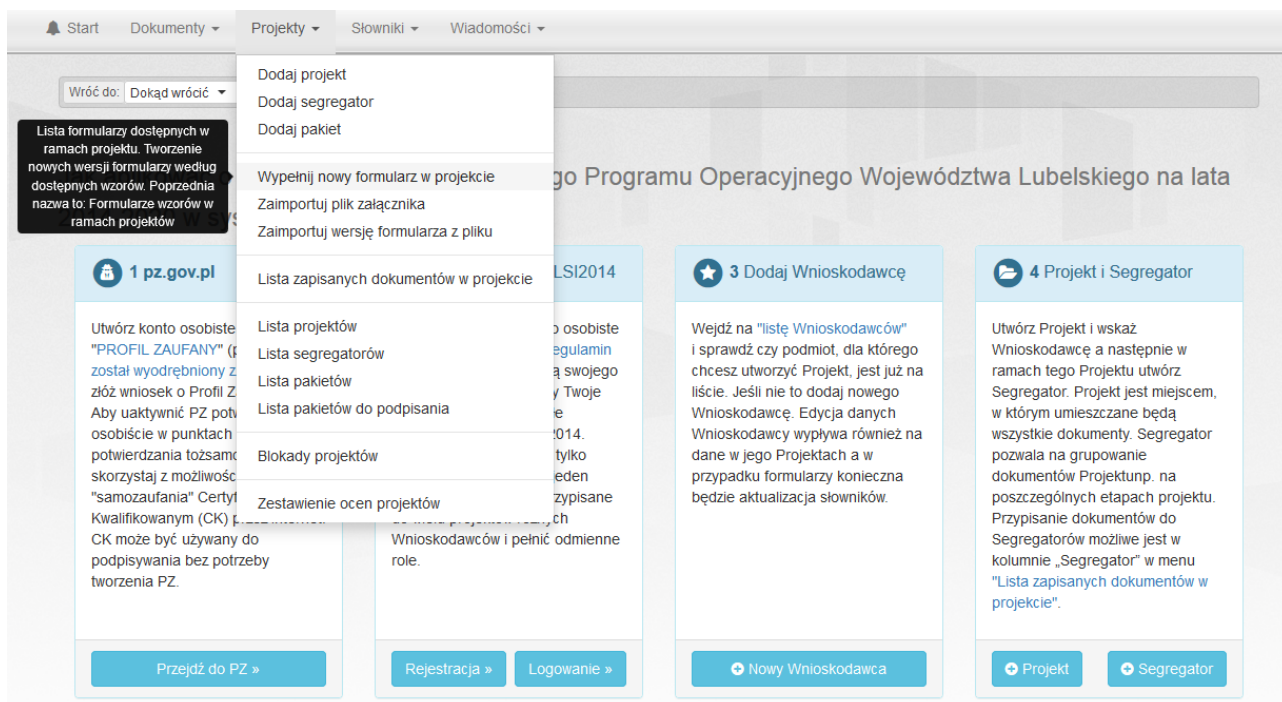 Start Dokumenty Projekty Słowniki Wiadomości
Wróć do: Dokąd wrócić
Lista formularzy dostępnych w
ramach projektu. Tworzenie
nowych wersji formularzy według
dostępnych wzorów. Poprzednia
nazwa to: Formularze wzorów w
ramach projektów
Dodaj projekt
Dodaj segregator
Dodaj pakiet
Wypełnij nowy formularz w projekcie
Zaimportuj plik załącznika
Zaimportuj wersję formularza z pliku
Lista zapisanych dokumentów w projekcie
Lista projektów
Lista segregatorów
Lista pakietów
Lista pakietów do podpisania
Blokady projektów
Zestawienie ocen projektów
go Programu Operacyjnego Województwa Lubelskiego na lata
1 pz.gov.pl
Utwórz konto osobiste
"PROFIL ZAUFANY" (
został wyodrębniony z
złóż wniosek o Profil Z
Aby uaktywnić PZ potw
osobiście w punktach
potwierdzania tożsamo
skorzystaj z możliwośc
"samozaufania" Certyf
Kwalifikowanym (CK)
CK może być używany do
podpisywania bez potrzeby
tworzenia PZ.
Przejdź do PZ »
LSI2014
o osobiste
egulamin
ą swojego
y Twoje
2014.
tylko
eden
zypisane
Wnioskodawców i pełnić odmienne
role.
Rejestracja » Logowanie »
3 Dodaj Wnioskodawcę
Wejdź na "listę Wnioskodawców"
i sprawdź czy podmiot, dla którego
chcesz utworzyć Projekt, jest już na
liście. Jeśli nie to dodaj nowego
Wnioskodawcę. Edycja danych
Wnioskodawcy wypływa również na
dane w jego Projektach a w
przypadku formularzy konieczna
będzie aktualizacja słowników.
Nowy Wnioskodawca
4 Projekt i Segregator
Utwórz Projekt i wskaż
Wnioskodawcę a następnie w
ramach tego Projektu utwórz
Segregator. Projekt jest miejscem,
w którym umieszczane będą
wszystkie dokumenty. Segregator
pozwala na grupowanie
dokumentów Projektunp. na
poszczególnych etapach projektu.
Przypisanie dokumentów do
Segregatorów możliwe jest w
kolumnie „Segregator” w menu
"Lista zapisanych dokumentów w
projekcie".
Projekt Segregator